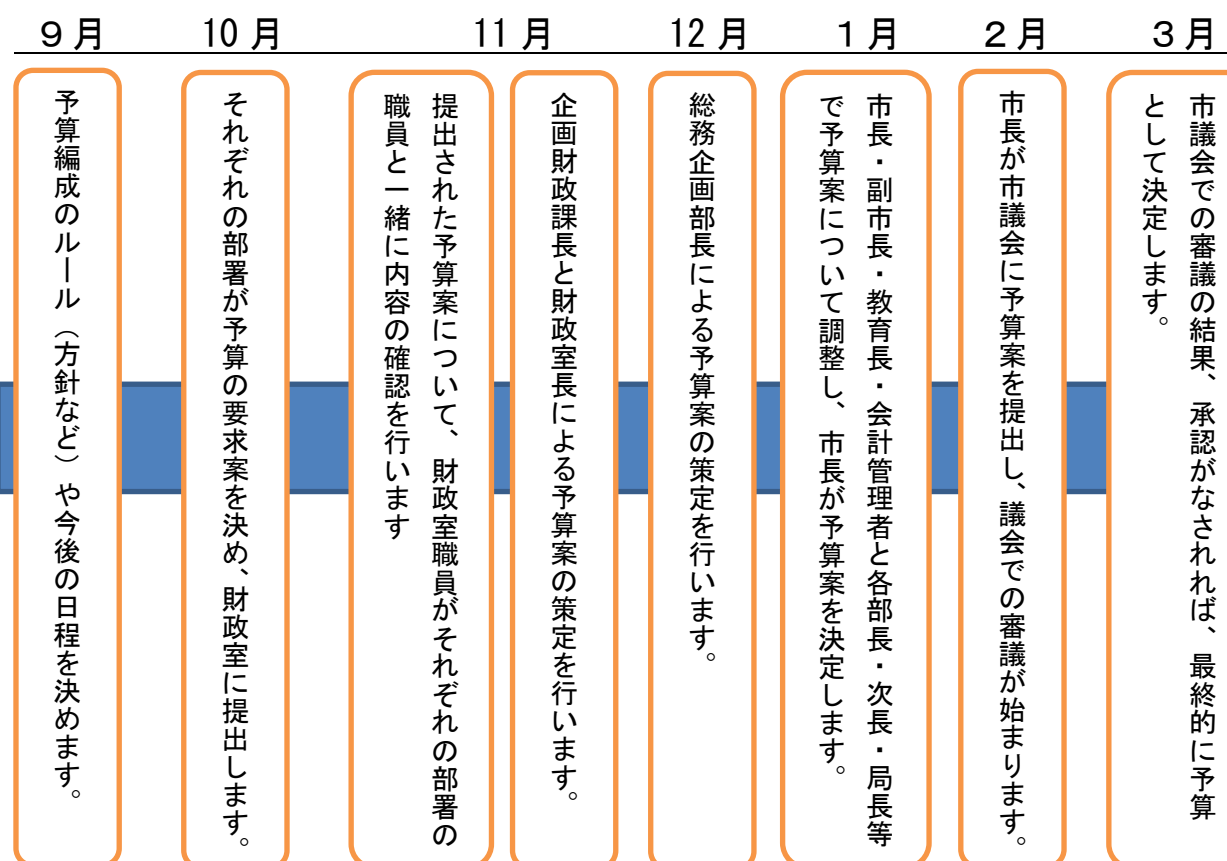 ９月
10 月
11 月
12 月
１月
２月
３月
予算編成のルール（方針など）や今後の日程を決めます。
それぞれの部署が予算の要求案を決め、財政室に提出します。
提出された予算案について、財政室職員がそれぞれの部署の
職員と一緒に内容の確認を行います
企画財政課長と財政室長による予算案の策定を行います。
総務企画部長による予算案の策定を行います。
市長・副市長・教育長・会計管理者と各部長・次長・局長等
で予算案について調整し、市長が予算案を決定します。
市長が市議会に予算案を提出し、議会での審議が始まります。
市議会での審議の結果、承認がなされれば、最終的に予算
として決定します。